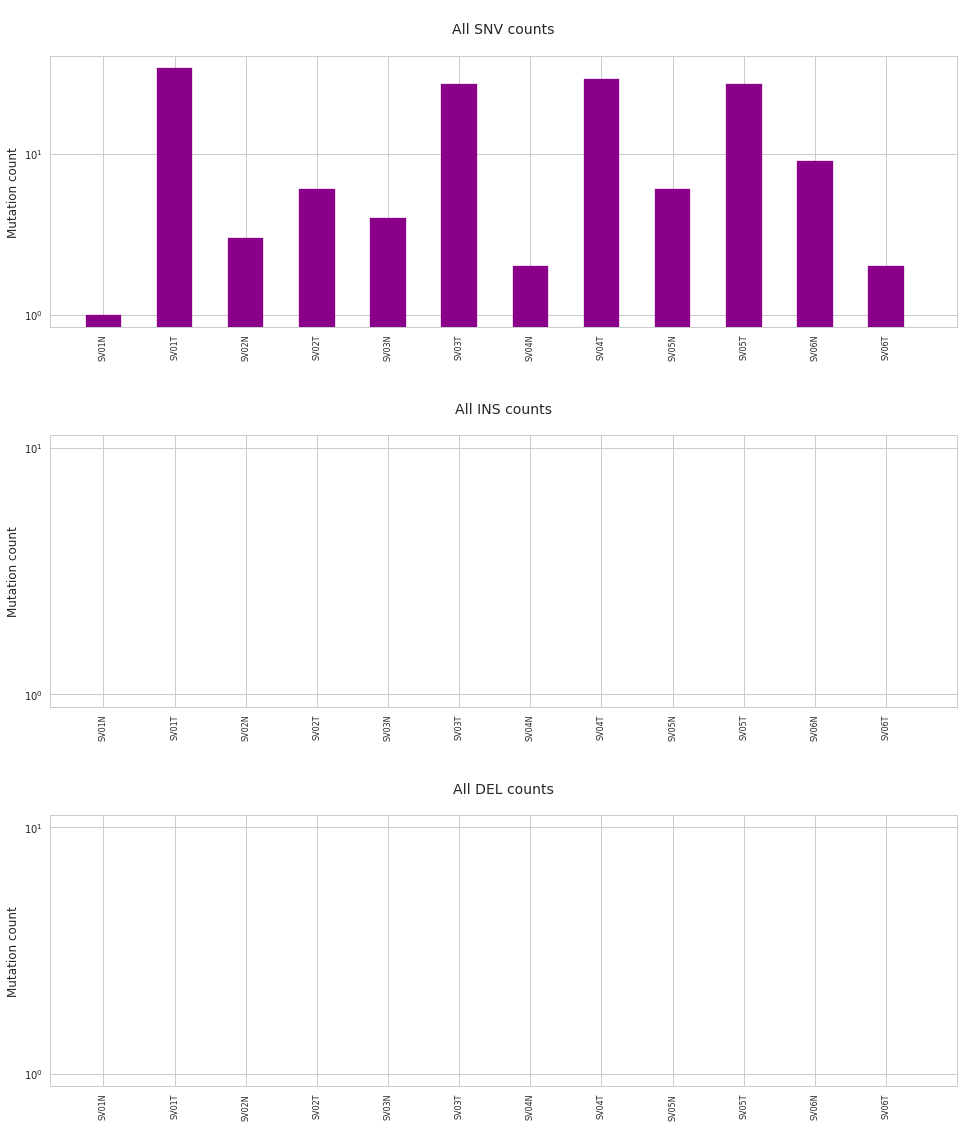 All SNV counts
Mutation count
10¹
10⁰
SV01N SV01T SV02N SV02T SV03N SV03T SV04N SV04T SV05N SV05T SV06N SV06T
All INS counts
Mutation count
10¹
10⁰
SV01N SV01T SV02N SV02T SV03N SV03T SV04N SV04T SV05N SV05T SV06N SV06T
All DEL counts
Mutation count
10¹
10⁰
SV01N SV01T SV02N SV02T SV03N SV03T SV04N SV04T SV05N SV05T SV06N SV06T